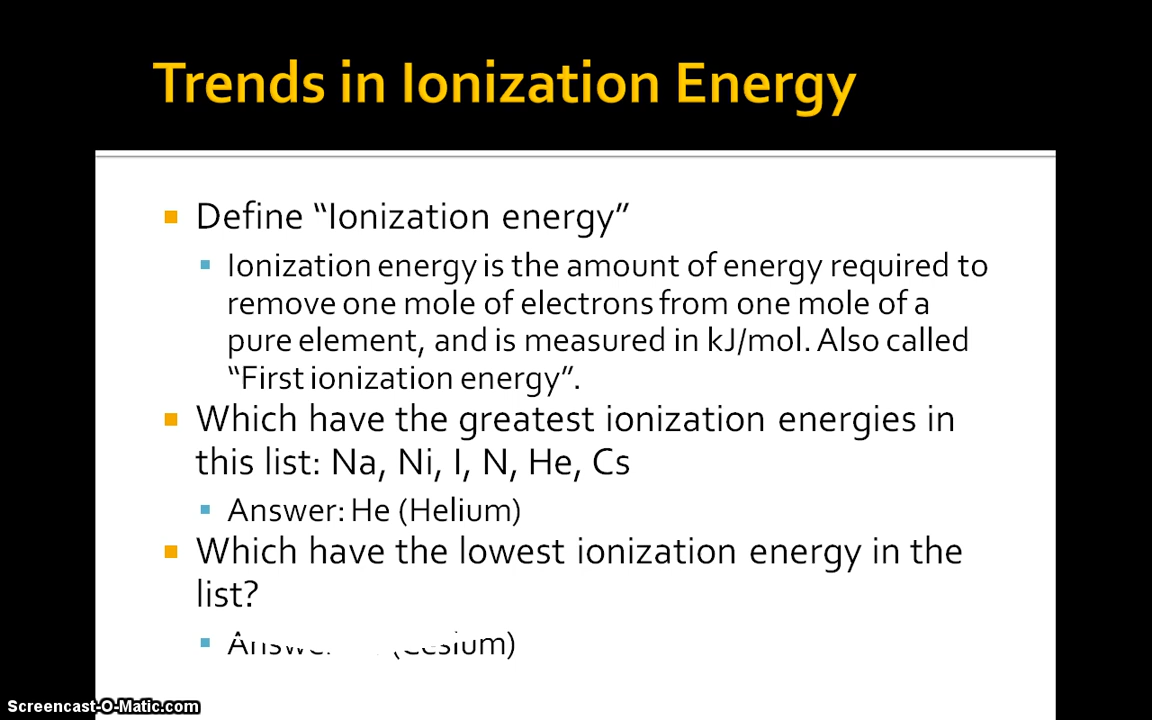 Trends in Ionization Energy
Define “Ionization energy”
Ionization energy is the amount of energy required to
remove one mole of electrons from one mole of a
pure element, and is measured in kJ/mol. Also called
“First ionization energy”.
Which have the greatest ionization energies in
this list: Na, Ni, I, N, He, Cs
Answer: He (Helium)
Which have the lowest ionization energy in the
list?
(Cesium)
Screencast-O-Matic.com